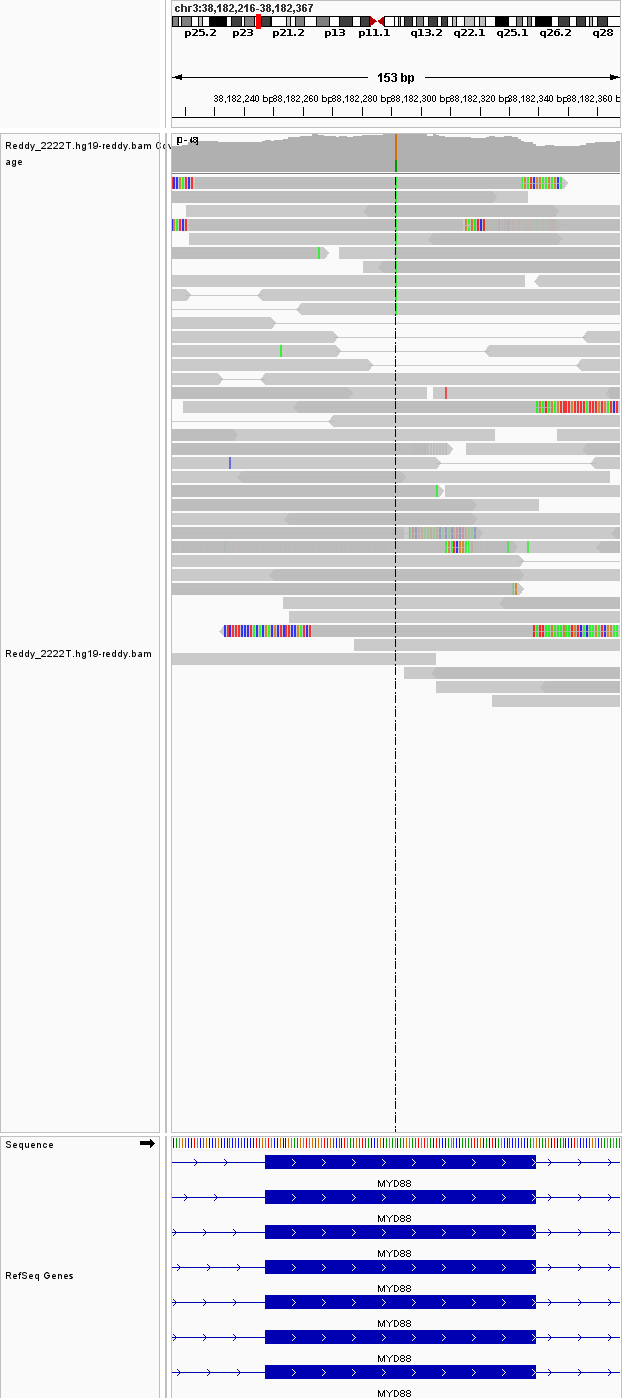 chr3:38,182,216-38,182,367
p25.2 p23 p21.2 p13 p11.1 q13.2 q22.1 q25.1 q26.2 q28
153 bp
38,182,240 bp 38,182,260 bp 38,182,280 bp 38,182,300 bp 38,182,320 bp 38,182,340 bp 38,182,360 b
Reddy_2222T.hg19-reddy.bam Cov
age
Reddy_2222T.hg19-reddy.bam
Sequence
MYD88
MYD88
MYD88
RefSeq Genes
MYD88
MYD88
MYD88
MYD88